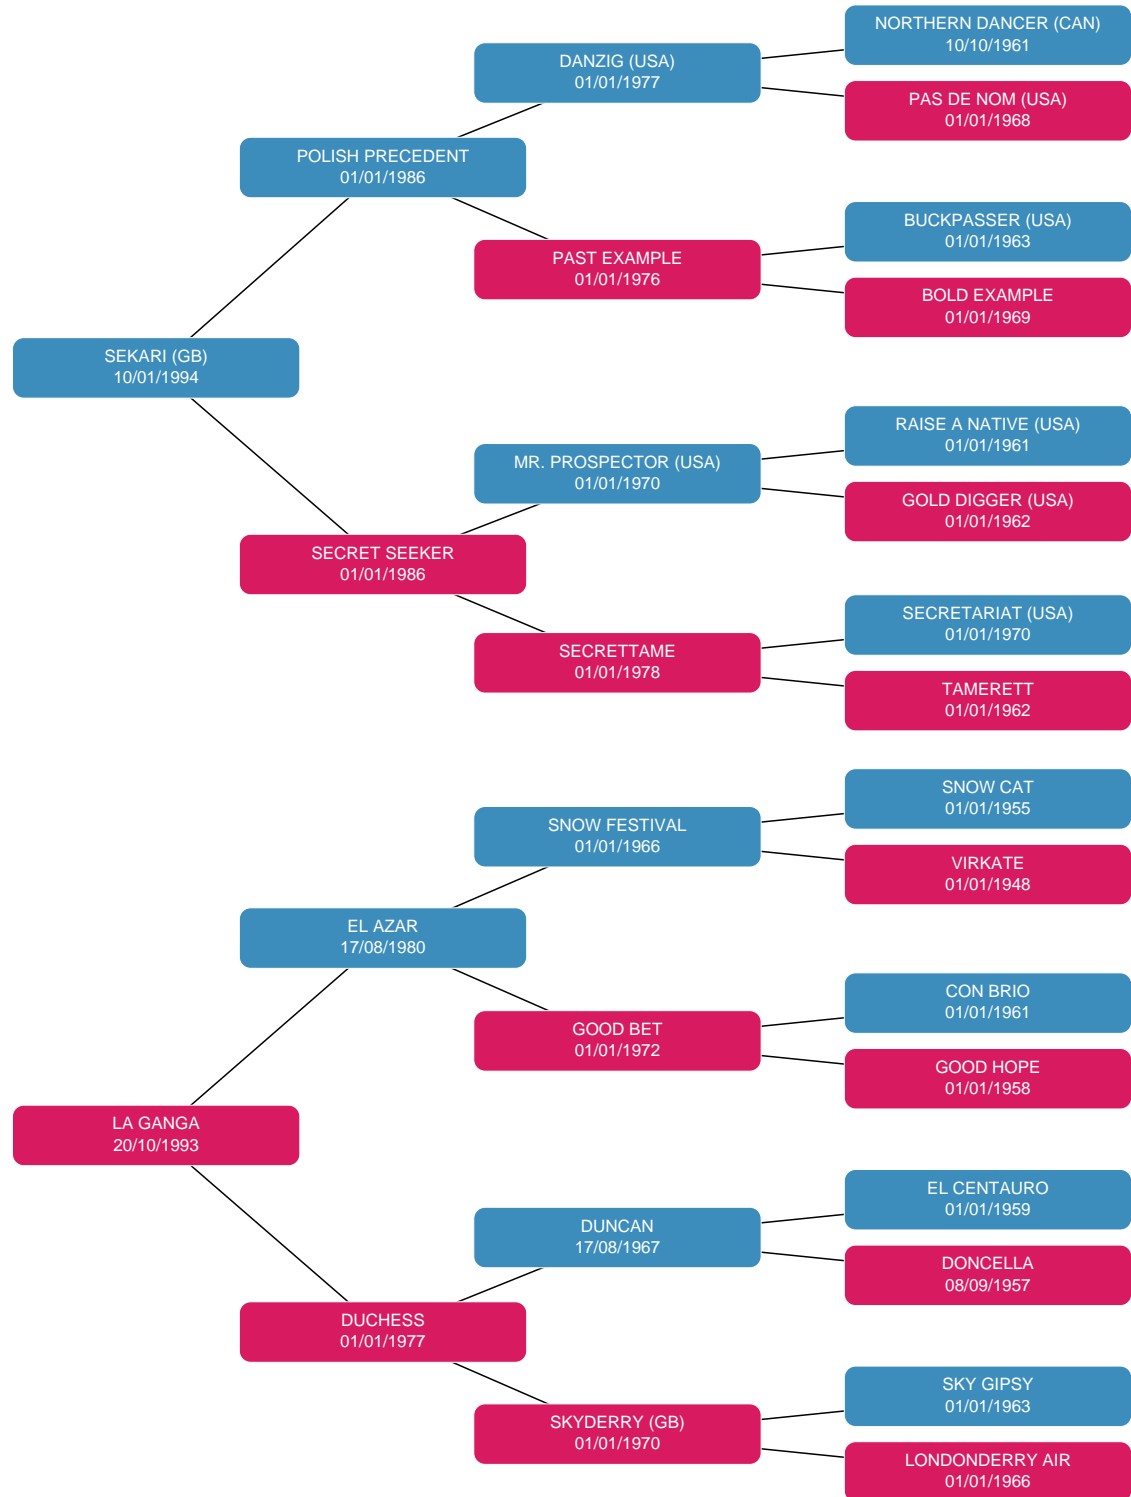 NORTHERN DANCER (CAN)
10/10/1961
DANZIG (USA)
01/01/1977
PAS DE NOM (USA)
01/01/1968
POLISH PRECEDENT
01/01/1986
BUCKPASSER (USA)
01/01/1963
PAST EXAMPLE
01/01/1976
BOLD EXAMPLE
01/01/1969
SEKARI (GB)
10/01/1994
RAISE A NATIVE (USA)
01/01/1961
MR. PROSPECTOR (USA)
01/01/1970
GOLD DIGGER (USA)
01/01/1962
SECRET SEEKER
01/01/1986
SECRETARIAT (USA)
01/01/1970
SECRETTAME
01/01/1978
TAMERETT
01/01/1962
SNOW CAT
01/01/1955
SNOW FESTIVAL
01/01/1966
VIRKATE
01/01/1948
EL AZAR
17/08/1980
CON BRIO
01/01/1961
GOOD BET
01/01/1972
GOOD HOPE
01/01/1958
LA GANGA
20/10/1993
EL CENTAURO
01/01/1959
DUNCAN
17/08/1967
DONCELLA
08/09/1957
DUCHESS
01/01/1977
SKY GIPSY
01/01/1963
SKYDERRY (GB)
01/01/1970
LONDONDERRY AIR
01/01/1966